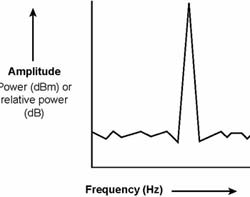 Amplitude
Power (dBm) or
relative power
(dB)
Frequency (Hz)